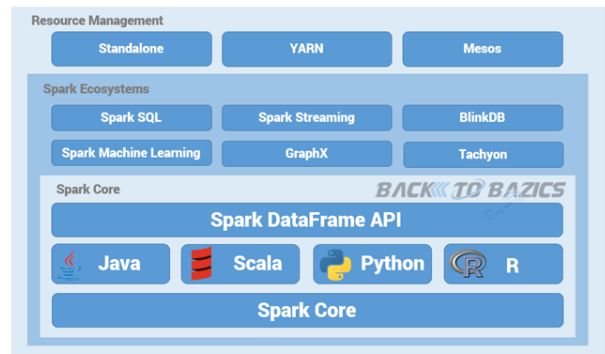 Resource Management
Standalone YARN Mesos
Spark Ecosystems
Spark SQL Spark Streaming BlinkDB
Spark Machine Learning GraphX Tachyon
Spark Core
BACK TO BAZICS
Spark DataFrame API
Java Scala Python R
Spark Core